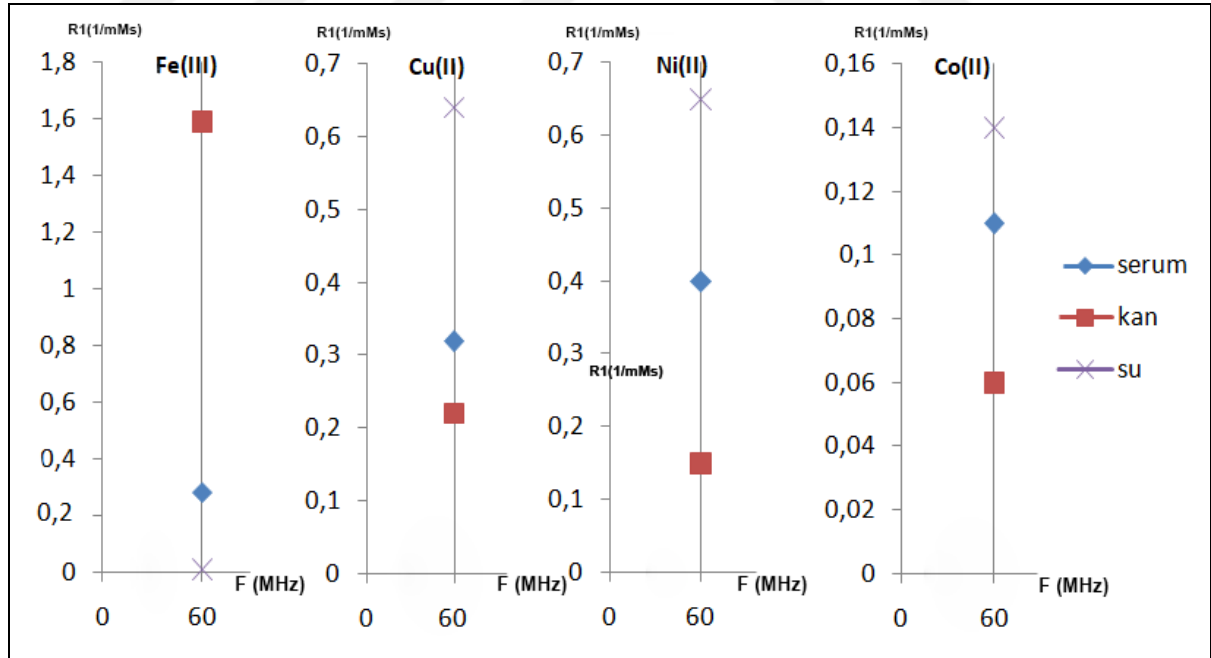 R1(1/mMs)
Fe(III)
1,8
1,6
1,4
1,2
1
0,8
0,6
0,4
0,2
0
0
60
F (MHz)
R1(1/mMs)
Cu(II)
0,7
0,6
0,5
0,4
0,3
0,2
0,1
0
0
60
F (MHz)
R1(1/mMs)
Ni(II)
0,7
0,6
0,5
0,4
0,3
R1(1/mMs)
0,2
0,1
0
0
60
F (MHz)
R1(1/mMs)
Co(II)
0,16
0,14
0,12
0,1
0,08
0,06
0,04
0,02
0
0
60
F (MHz)
serum
kan
su